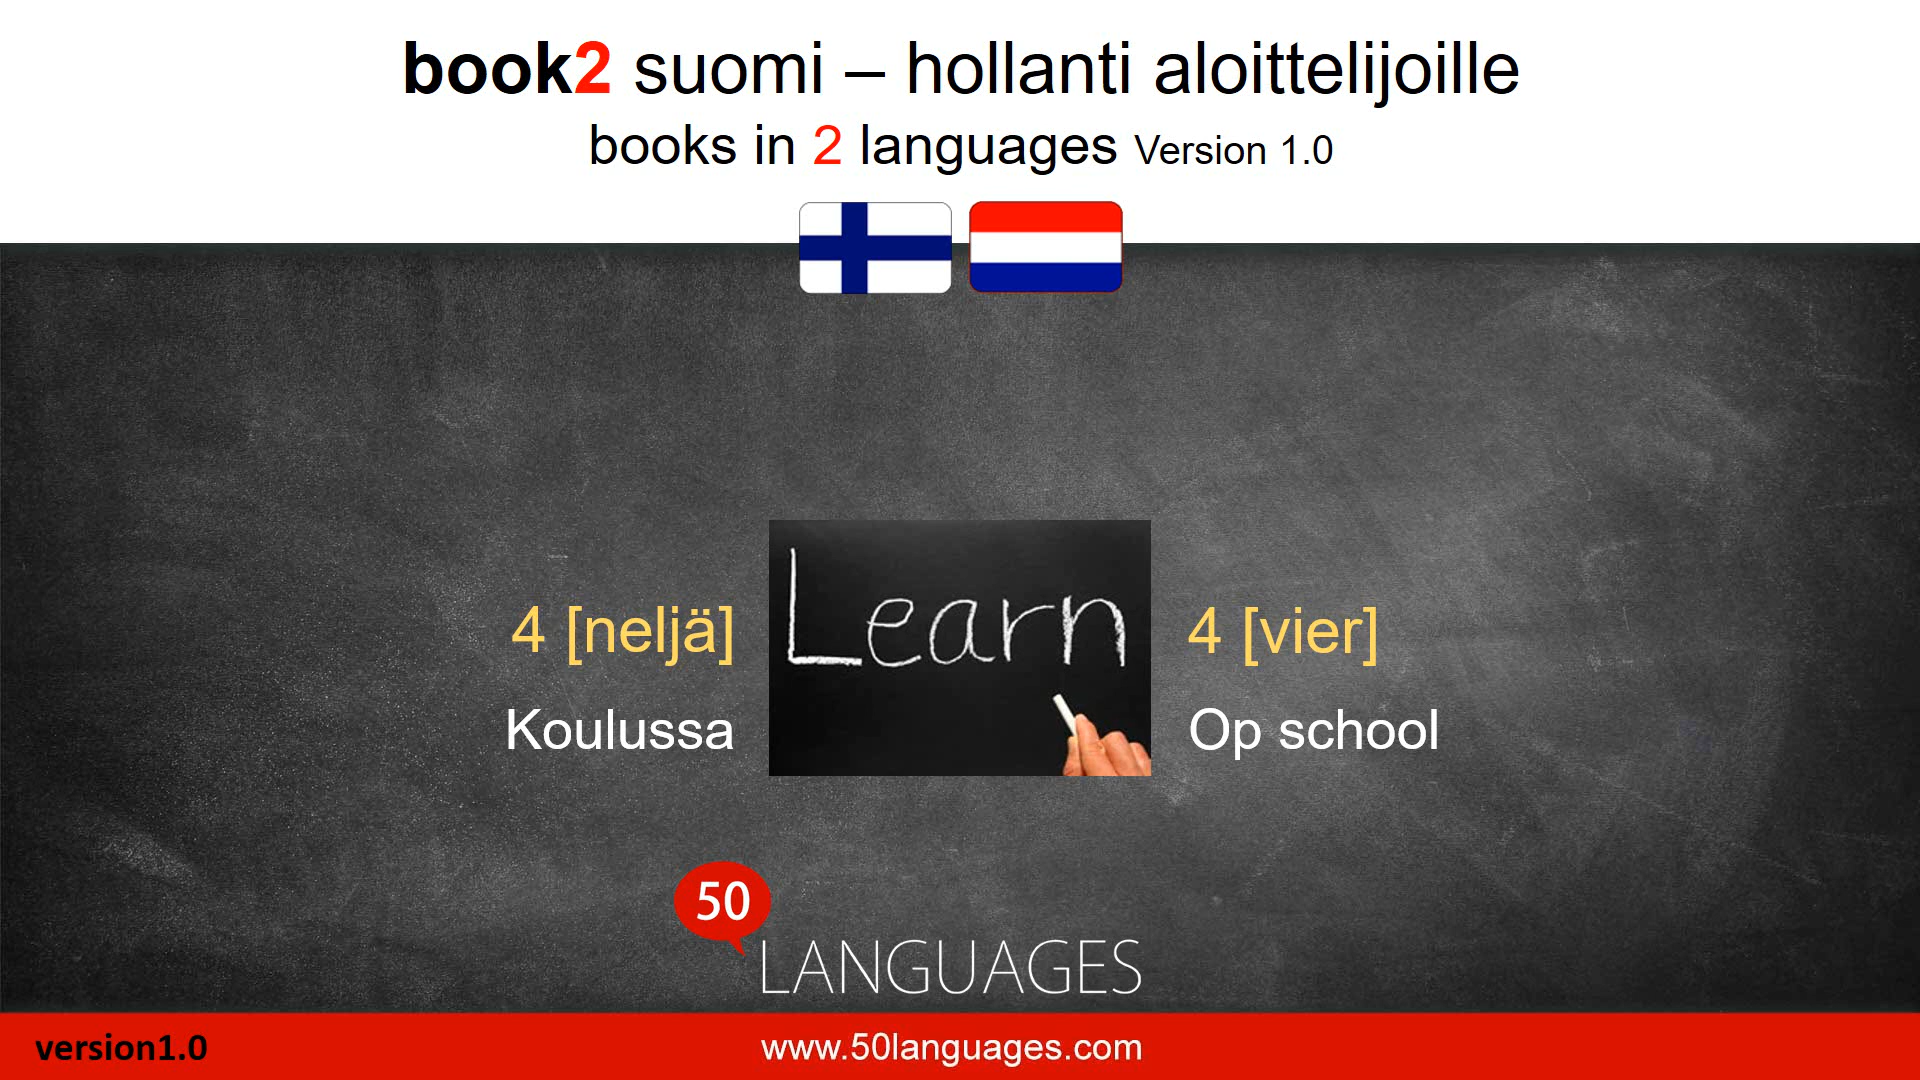 book2 suomi – hollanti aloittelijoille
books in 2 languages Version 1.0
4 [neljä]
Koulussa
Learn
4 [vier]
Op school
50
LANGUAGES
version1.0
www.50languages.com